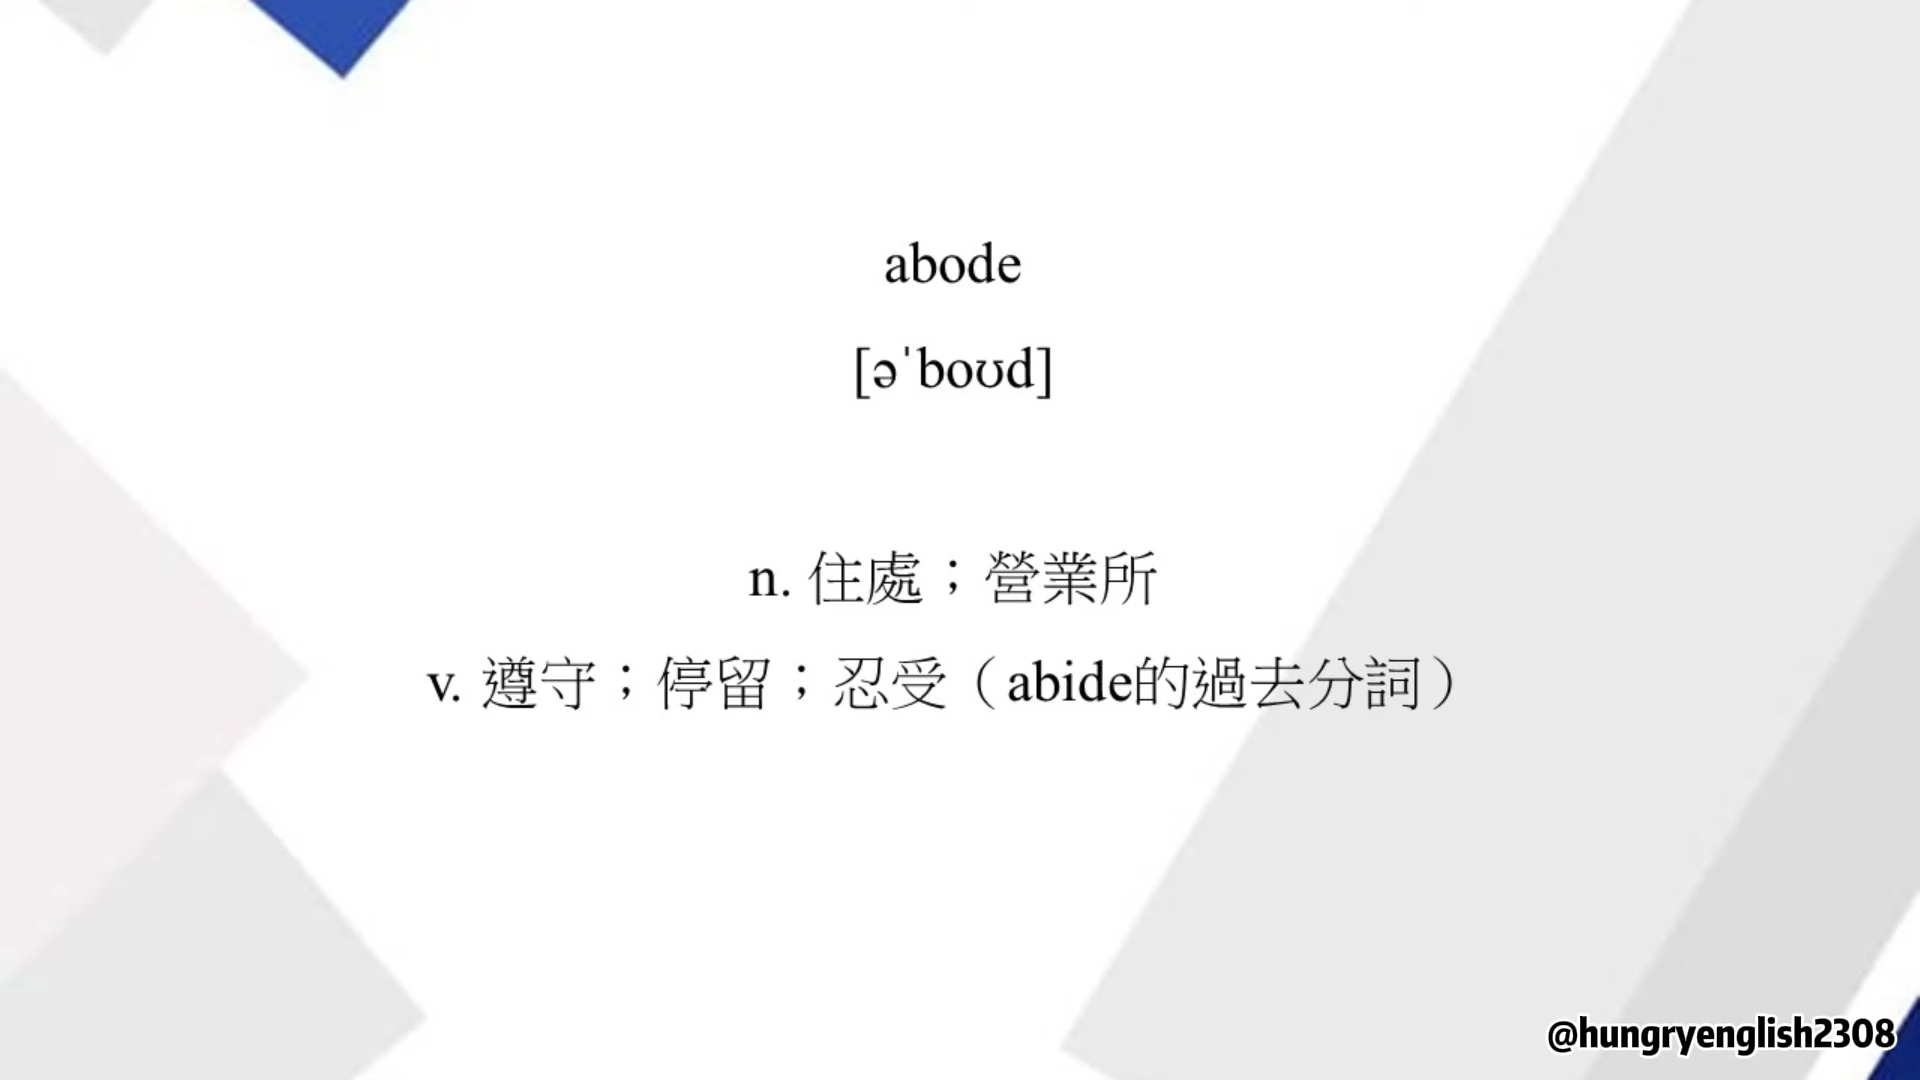 abode
[əˈboʊd]
n. 住處；營業所
v. 遵守；停留；忍受（abide的過去分詞）
@hungryenglish2308